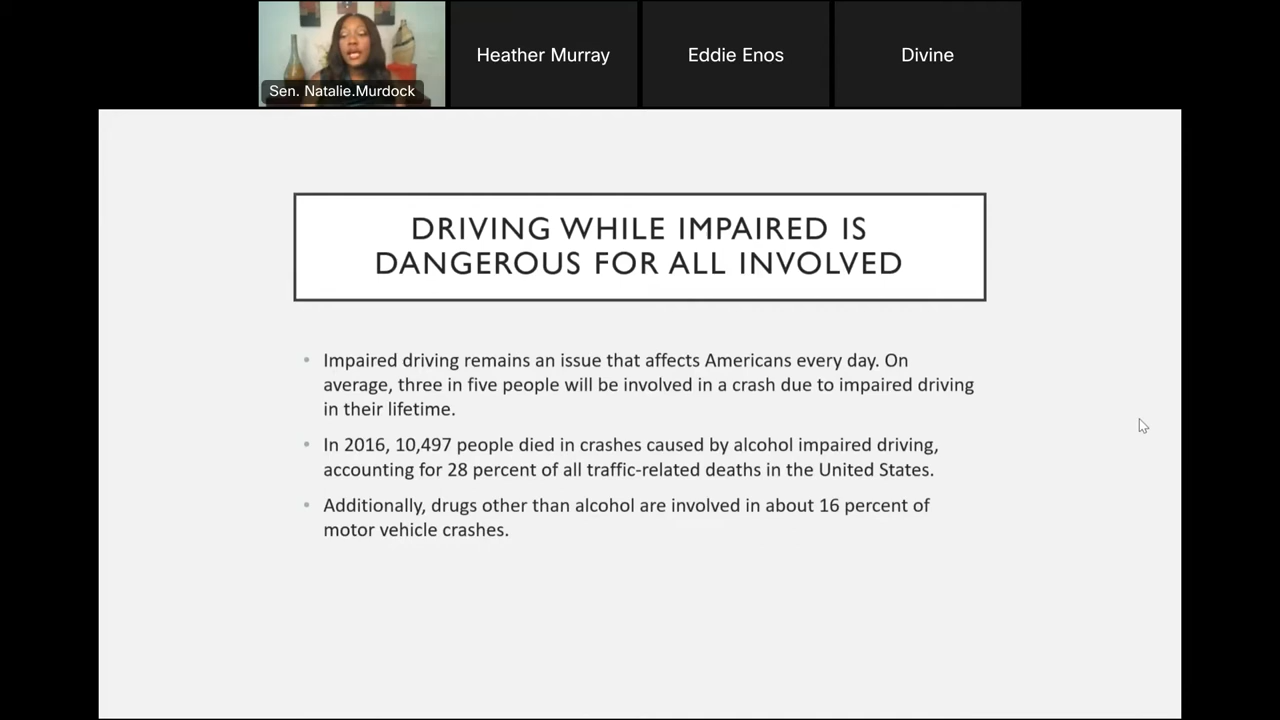 Sen. Natalie.Murdock
Heather Murray
Eddie Enos
Divine
DRIVING WHILE IMPAIRED IS
DANGEROUS FOR ALL INVOLVED
• Impaired driving remains an issue that affects Americans every day. On
average, three in five people will be involved in a crash due to impaired driving
in their lifetime.
• In 2016, 10,497 people died in crashes caused by alcohol impaired driving,
accounting for 28 percent of all traffic-related deaths in the United States.
• Additionally, drugs other than alcohol are involved in about 16 percent of
motor vehicle crashes.